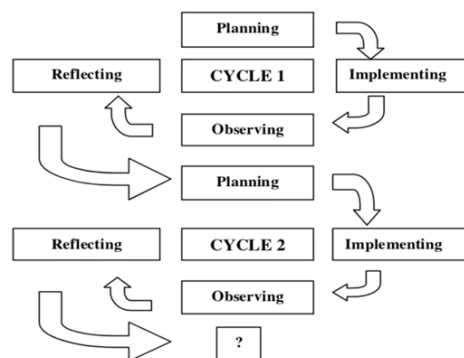 Planning
Reflecting CYCLE 1 Implementing
Observing
Planning
Reflecting CYCLE 2 Implementing
Observing
?